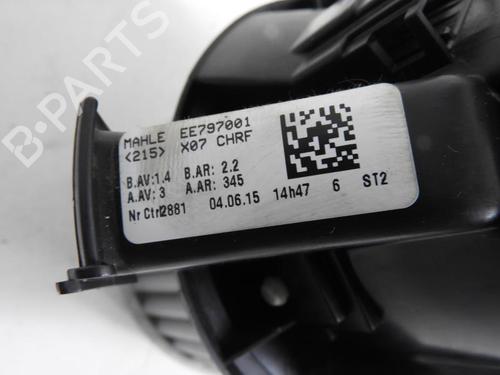 B-PARTS
MAHLE EE797001
<215> X07 CHRF
B.AV:1.4 B.AR: 2.2
A.AV: 3 A.AR: 345
Nr Ctrl2881 04.06.15 14h47 6 ST2